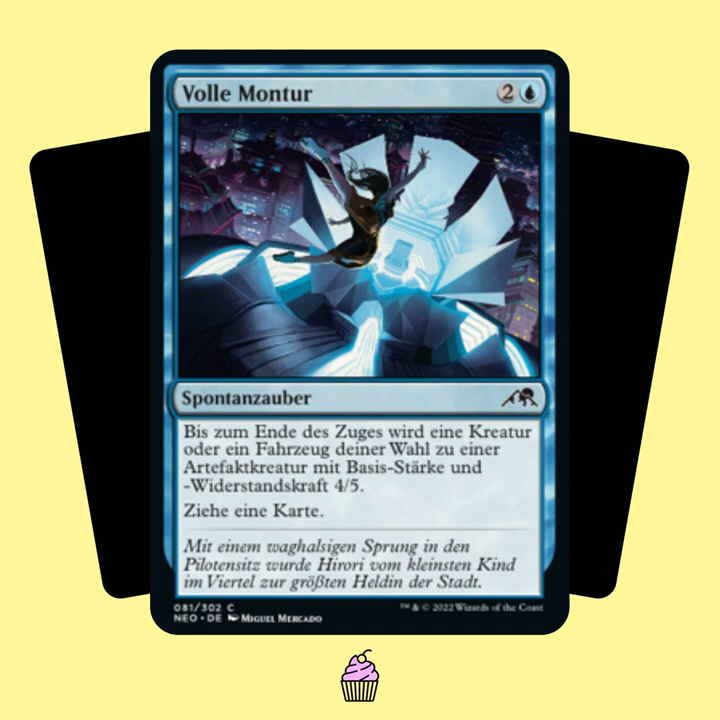 Volle Montur 2
Spontanzauber
Bis zum Ende des Zuges wird eine Kreatur
oder ein Fahrzeug deiner Wahl zu einer
Artefaktkreatur mit Basis-Stärke und
-Widerstandskraft 4/5.
Ziehe eine Karte.
Mit einem waghalsigen Sprung in den
Pilotensitz wurde Hirori vom kleinsten Kind
im Viertel zur größten Heldin der Stadt.
081/302 C
™ & © 2022 Wizards of the Coast
NEO • DE Miguel Mercado